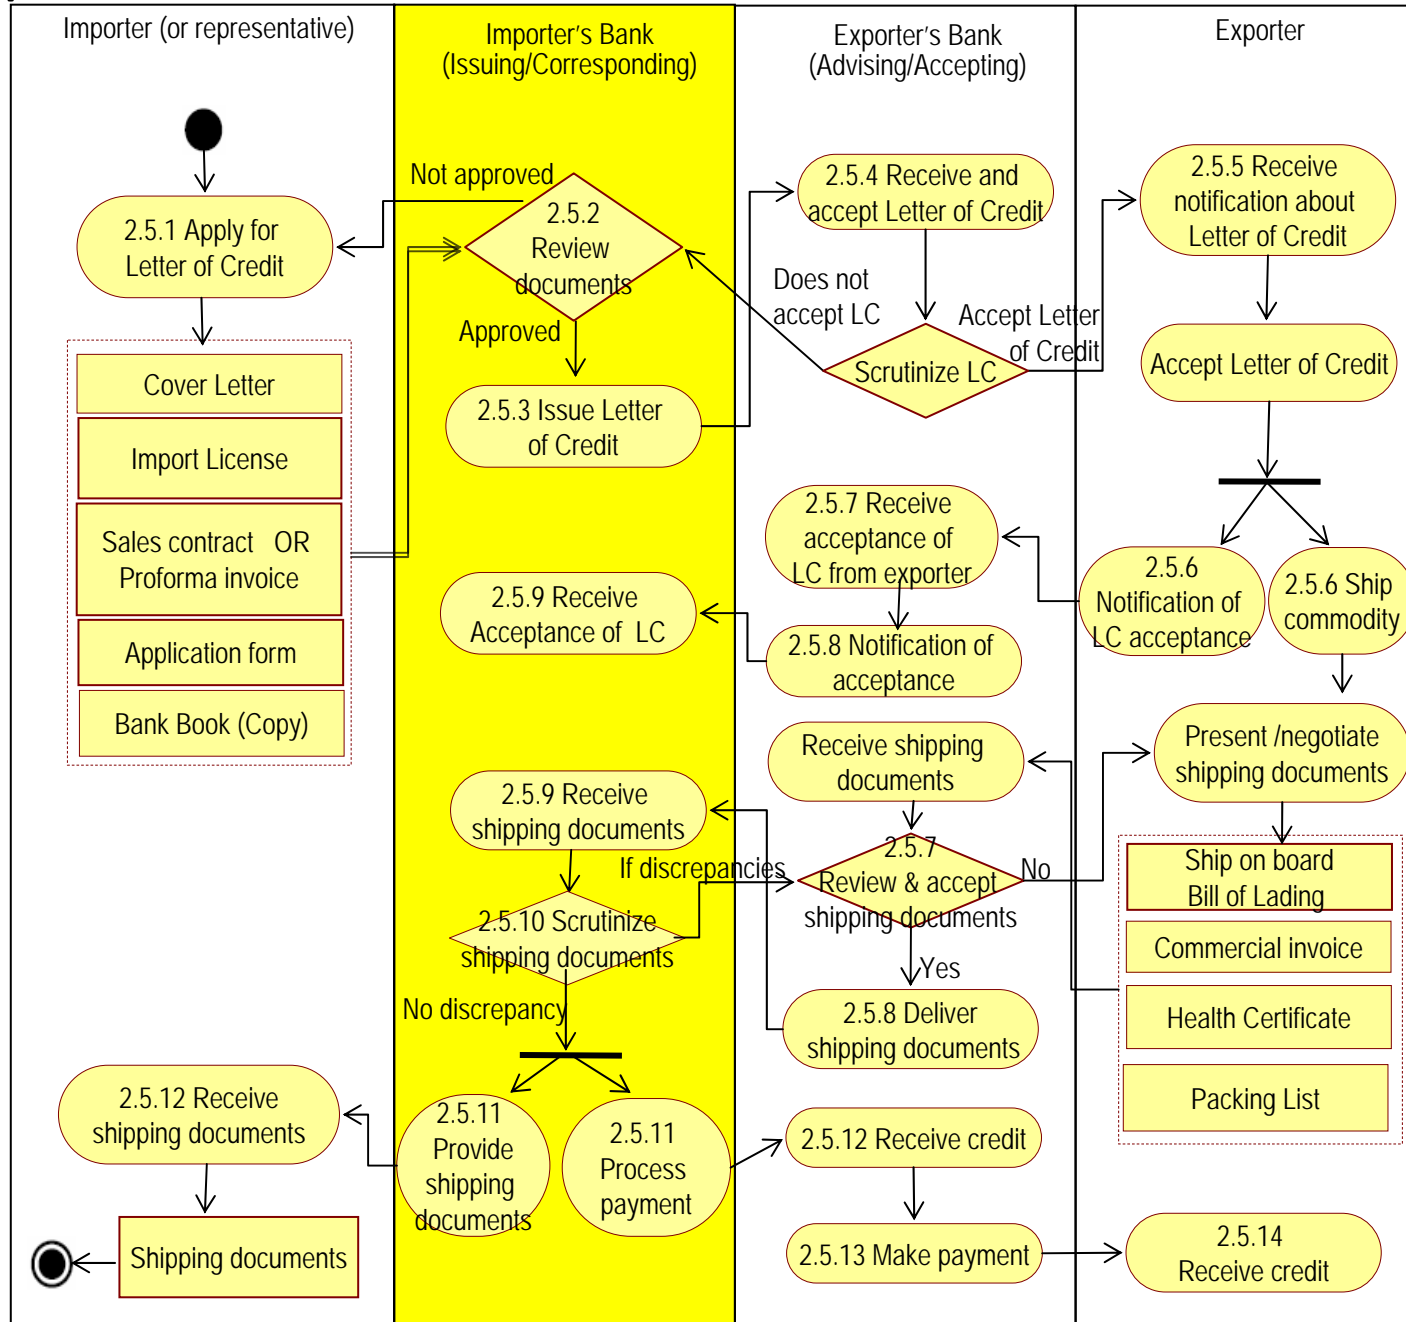 Importer (or representative)
Importer's Bank
(Issuing/Corresponding)
Exporter's Bank
(Advising/Accepting)
Exporter
2.5.1 Apply for
Letter of Credit
Cover Letter
Import License
Sales contract OR
Proforma invoice
Application form
Bank Book (Copy)
2.5.12 Receive
shipping documents
Shipping documents
Not approved
2.5.2
Review
documents
Approved
2.5.3 Issue Letter
of Credit
2.5.9 Receive
Acceptance of LC
2.5.9 Receive
shipping documents
If discrepancies
2.5.10 Scrutinize
shipping documents
No discrepancy
2.5.11
Provide
shipping
documents
2.5.11
Process
payment
2.5.4 Receive and
accept Letter of Credit
Does not
accept LC
Accept Letter
of Credit
Scrutinize LC
2.5.7 Receive
acceptance of
LC from exporter
2.5.8 Notification of
acceptance
Receive shipping
documents
2.5.7
Review & accept
shipping documents
No
Yes
2.5.8 Deliver
shipping documents
2.5.12 Receive credit
2.5.13 Make payment
2.5.5 Receive
notification about
Letter of Credit
Accept Letter of Credit
2.5.6
Notification of
LC acceptance
2.5.6 Ship
commodity
Present /negotiate
shipping documents
Ship on board
Bill of Lading
Commercial invoice
Health Certificate
Packing List
2.5.14
Receive credit